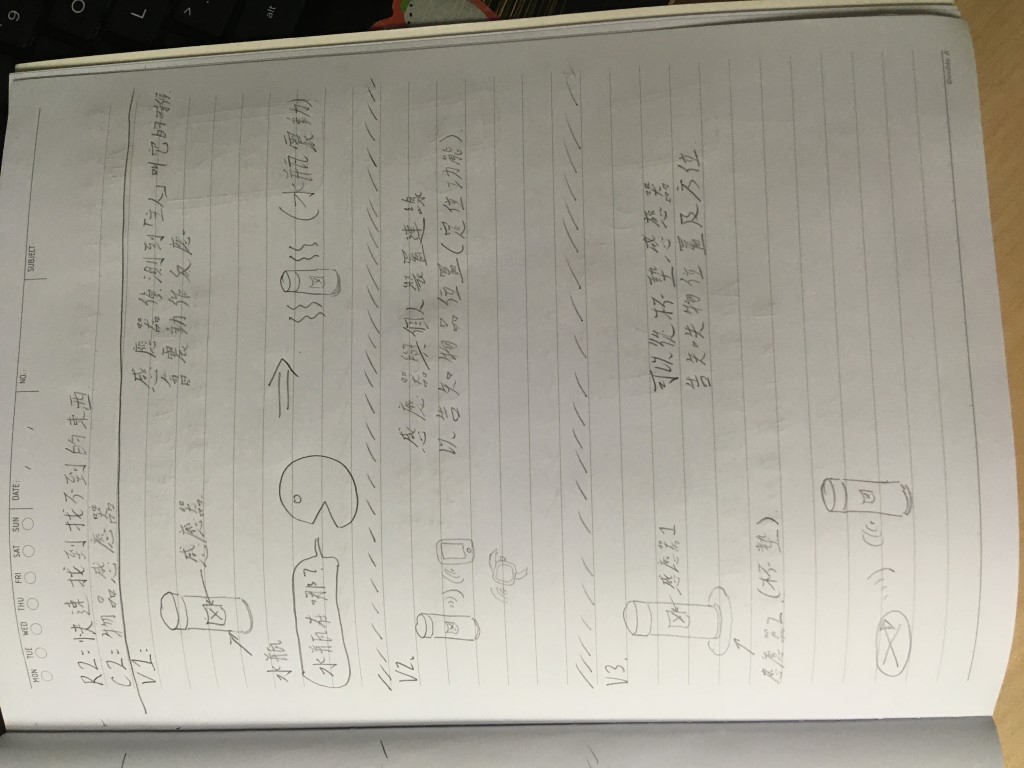 MON TUE WED THU FRI SAT SUN DATE: / / NO.: SUBJECT:
R2:快速找到找不到的東西
C2:物品感應器
V1:
感應器偵測到「主人」叫它的時候
會震動作反應.
感應器
水瓶
水瓶在哪?
(水瓶震動)
V2.
感應器與個人裝置連線
以告知物品位置(定位功能).
V3.
感應器1
可以從杯墊感應器
告知失物位置及方位.
感應器2 (杯墊)
Double A
9
O
L
alt